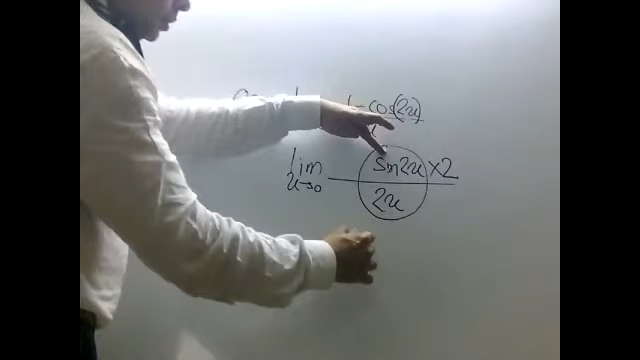 1-cos(2x)
lim x→0 sin2x × 2
2x